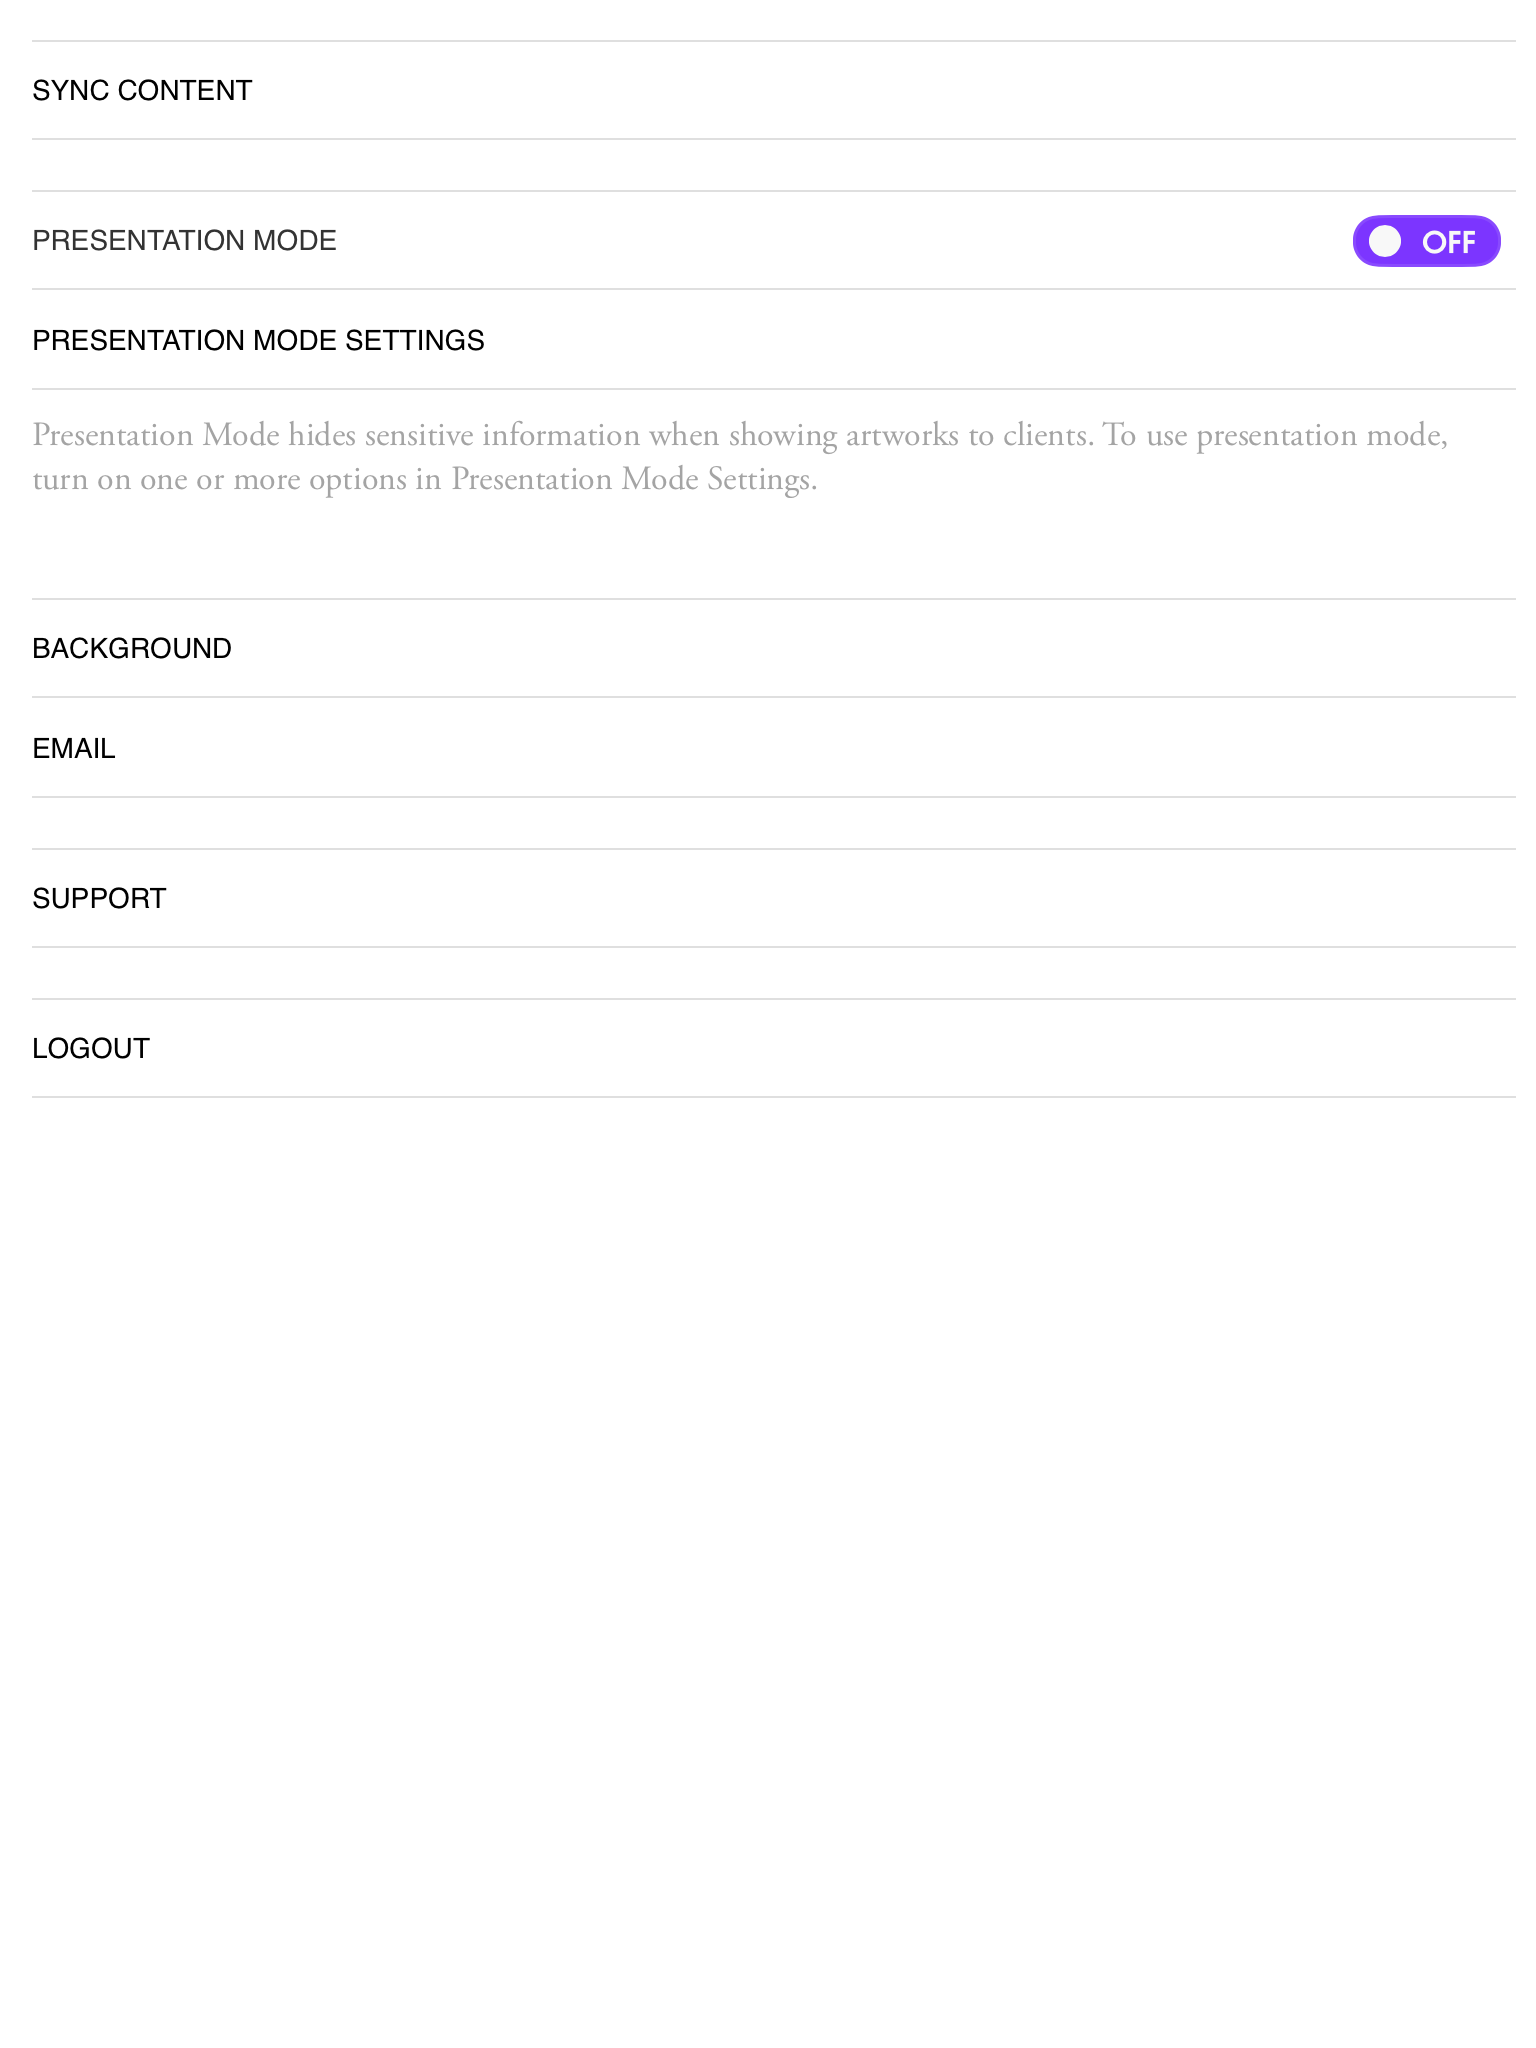 SYNC CONTENT
PRESENTATION MODE
OFF
PRESENTATION MODE SETTINGS
Presentation Mode hides sensitive information when showing artworks to clients. To use presentation mode,
turn on one or more options in Presentation Mode Settings.
BACKGROUND
EMAIL
SUPPORT
LOGOUT